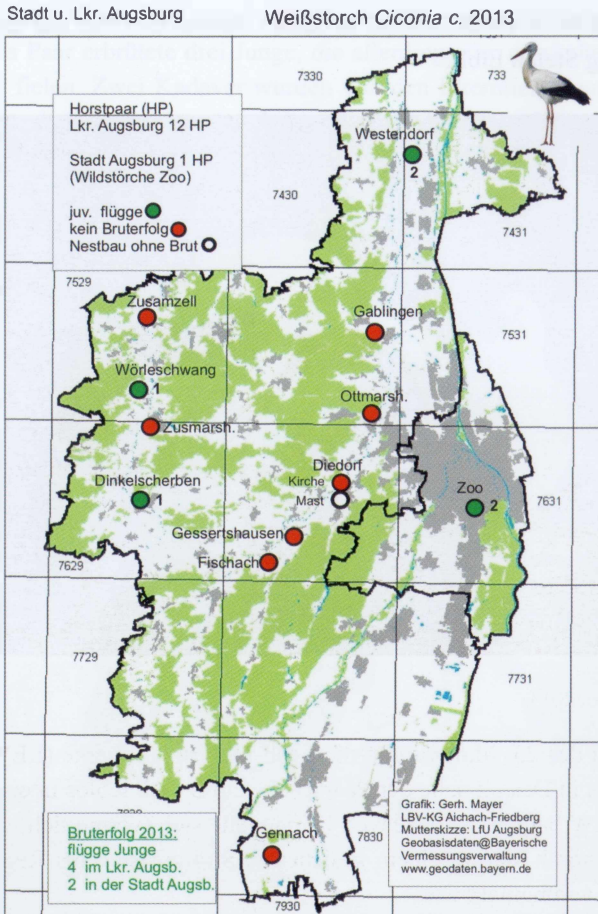 Stadt u. Lkr. Augsburg
Weißstorch Ciconia c. 2013
7330
733
Horstpaar (HP)
Lkr. Augsburg 12 HP
Stadt Augsburg 1 HP
(Wildstörche Zoo)
juv. flügge
kein Bruterfolg
Nestbau ohne Brut
Westendorf
2
7430
7431
7529
Zusamzell
Gablingen
7531
Wörleschwang
1
Ottmarsh.
Zusmarsh.
Diedorf
Kirche
Mast
Dinkelscherben
1
Zoo
2
7631
Gessertshausen
Fischach
7629
7729
7731
Bruterfolg 2013:
flügge Junge
4 im Lkr. Augsb.
2 in der Stadt Augsb.
Gennach
7830
Grafik: Gerh. Mayer
LBV-KG Aichach-Friedberg
Mutterskizze: LfU Augsburg
Geobasisdaten@Bayerische
Vermessungsverwaltung
www.geodaten.bayern.de
7930